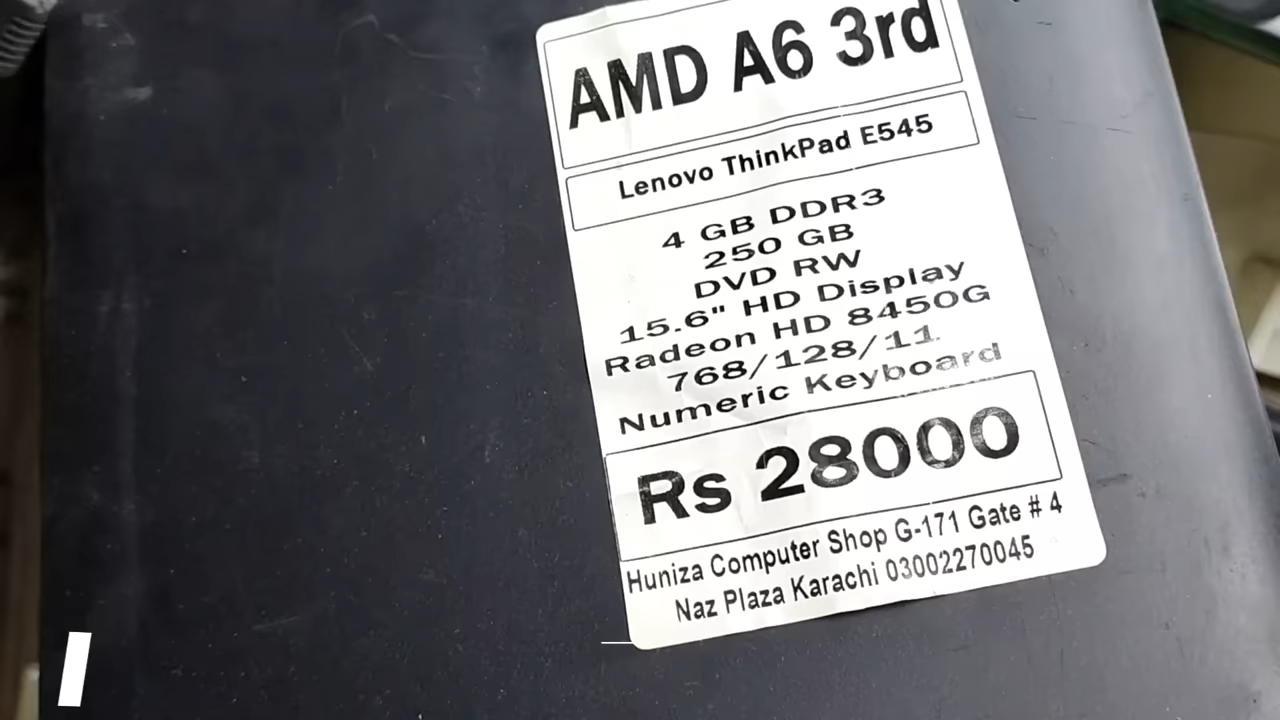 AMD A6 3rd
Lenovo ThinkPad E545
4 GB DDR3
250 GB
DVD RW
15.6" HD Display
Radeon HD 8450G
768/128/11
Numeric Keyboard
Rs 28000
Huniza Computer Shop G-171 Gate # 4
Naz Plaza Karachi 03002270045